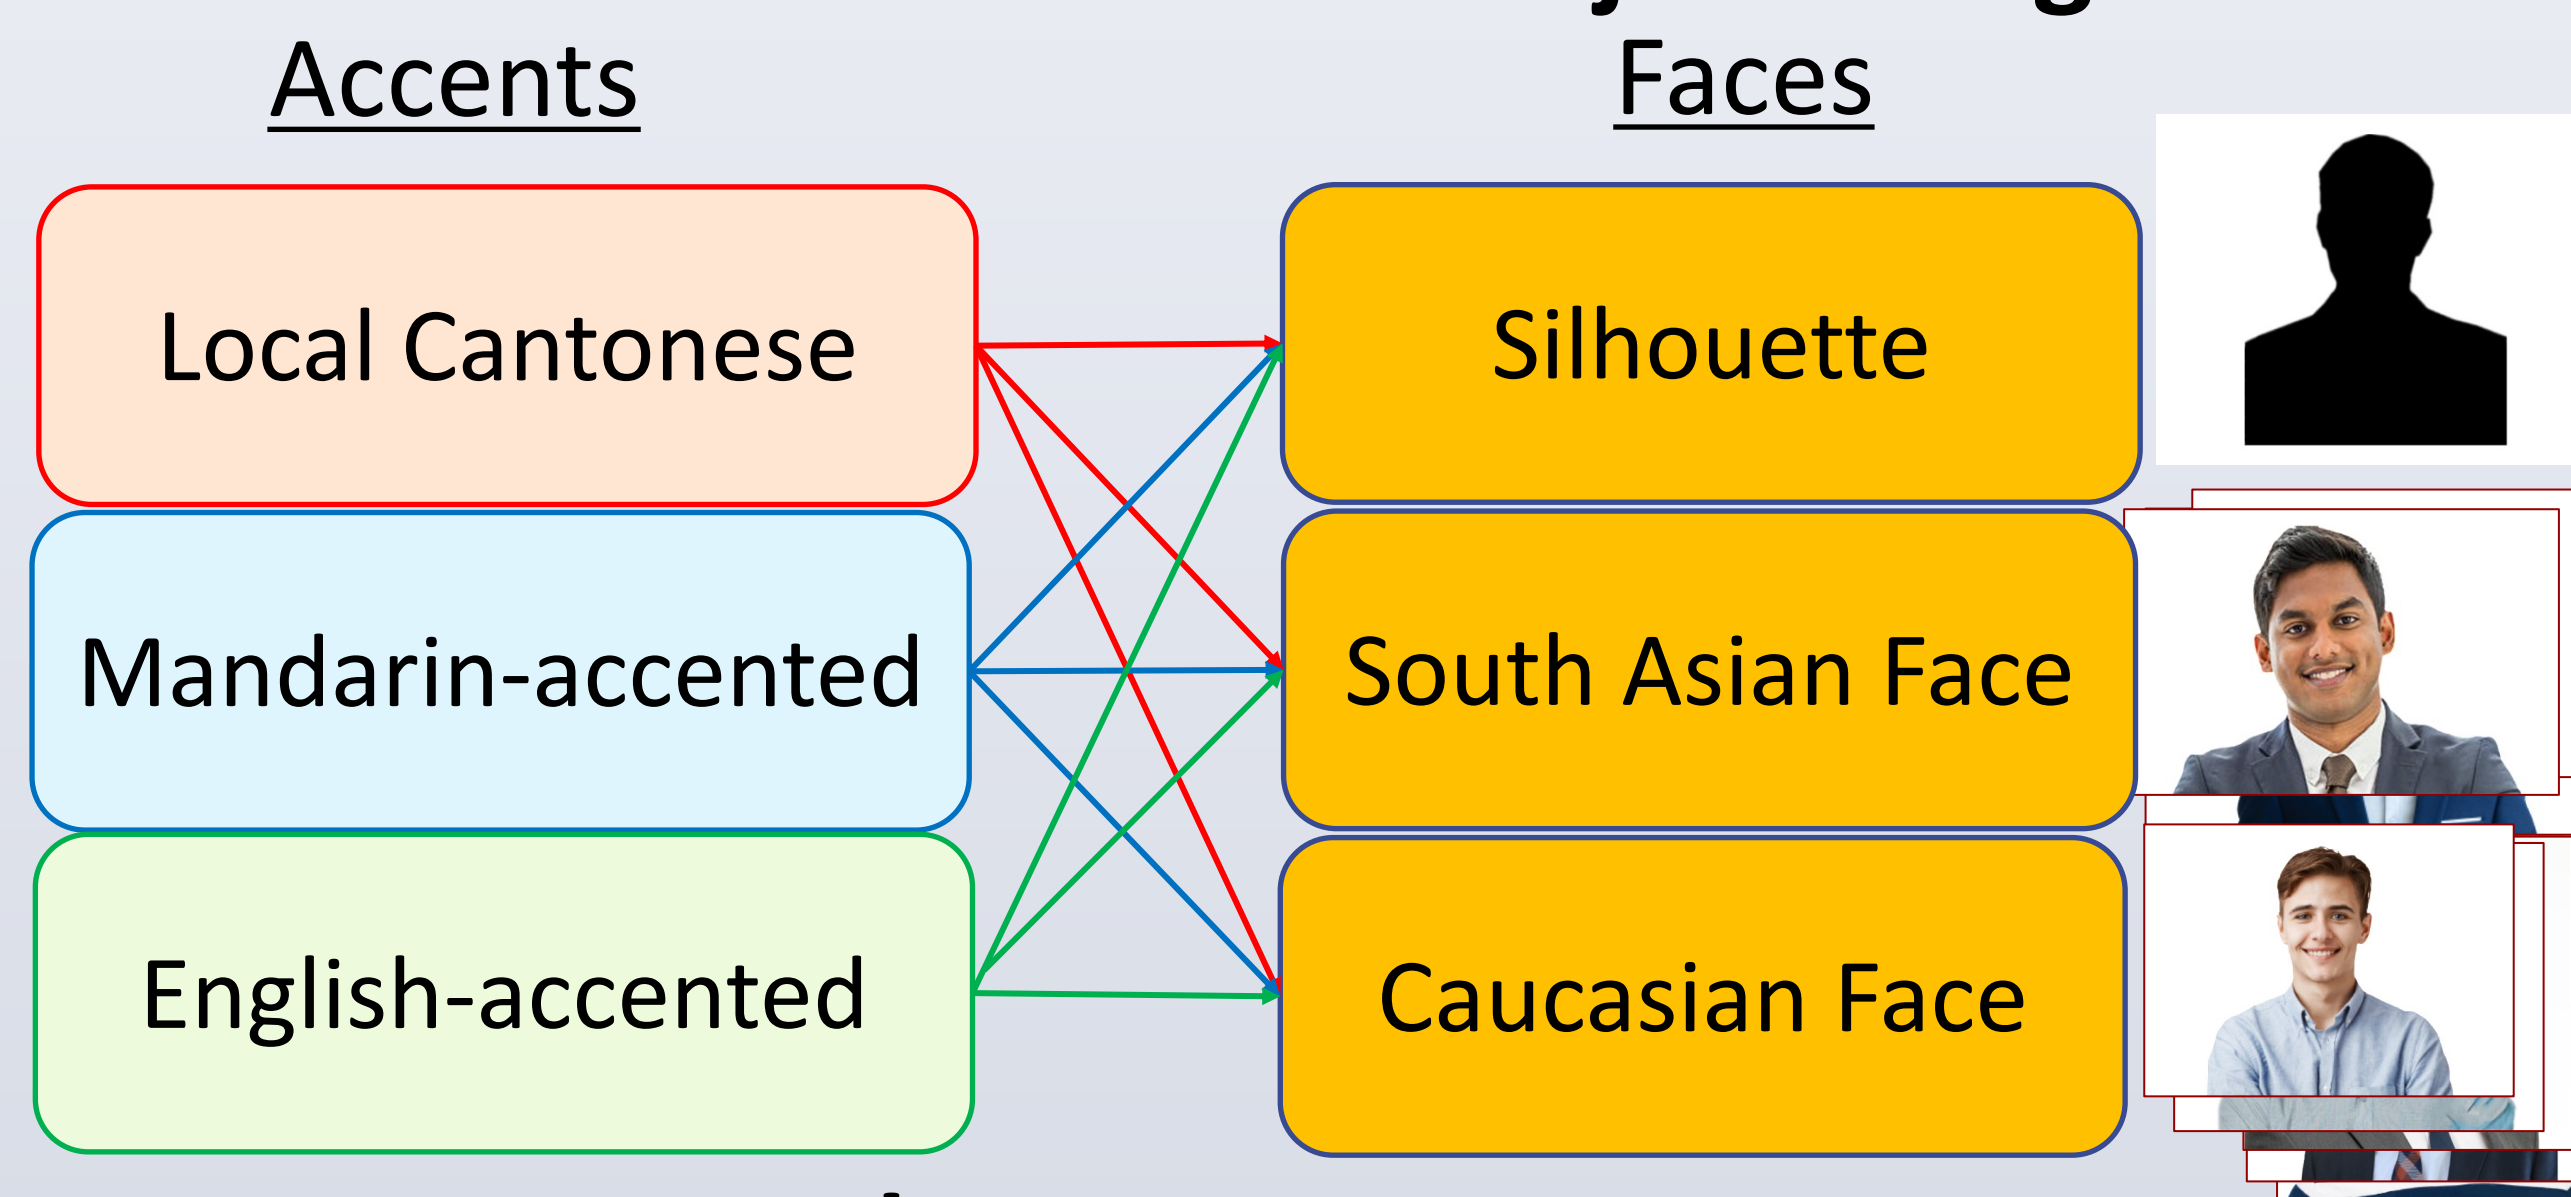 Accents
Faces
Local Cantonese
Silhouette
Mandarin-accented
South Asian Face
English-accented
Caucasian Face